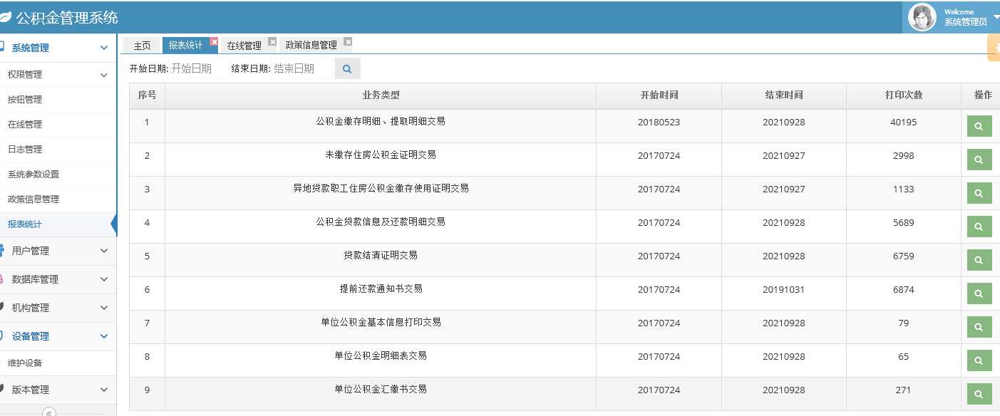 公积金管理系统
Welcome
系统管理员
系统管理
权限管理
按钮管理
在线管理
日志管理
系统参数设置
政策信息管理
报表统计
用户管理
数据库管理
机构管理
设备管理
维护设备
版本管理
主页 报表统计 在线管理 政策信息管理
开始日期: 开始日期 结束日期: 结束日期
序号 业务类型 开始时间 结束时间 打印次数 操作
1 公积金缴存明细、提取明细交易 20180523 20210928 40195
2 未缴存住房公积金证明交易 20170724 20210927 2998
3 异地贷款职工住房公积金缴存使用证明交易 20170724 20210927 1133
4 公积金贷款信息及还款明细交易 20170724 20210928 5689
5 贷款结清证明交易 20170724 20210928 6759
6 提前还款通知书交易 20170724 20191031 6874
7 单位公积金基本信息打印交易 20170724 20210928 79
8 单位公积金明细表交易 20170724 20210928 65
9 单位公积金汇缴书交易 20170724 20210928 271